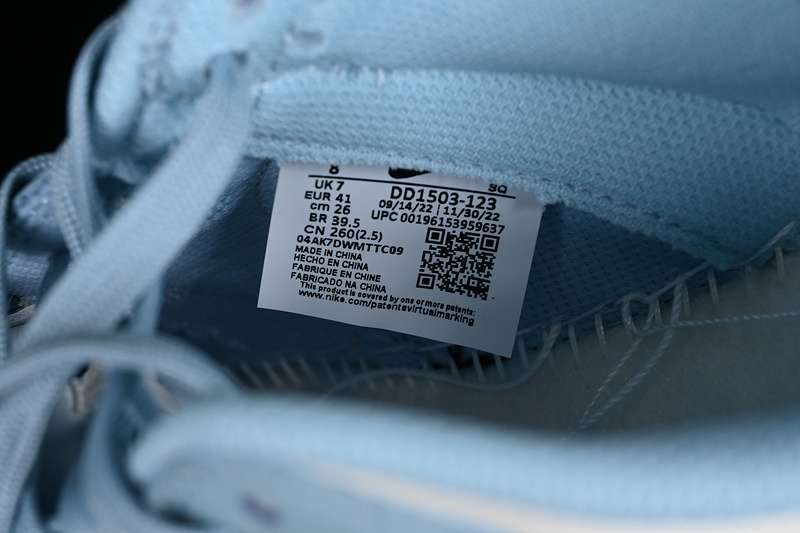 8
SQ
UK 7
EUR 41
cm 26
BR 39.5
CN 260(2.5)
04AK7DWMTTC09
DD1503-123
09/14/22 | 11/30/22
UPC 00196153959637
MADE IN CHINA
HECHO EN CHINA
FABRIQUE EN CHINE
FABRICADO NA CHINA
This product is covered by one or more patents:
www.nike.com/patentsvirtualmarking